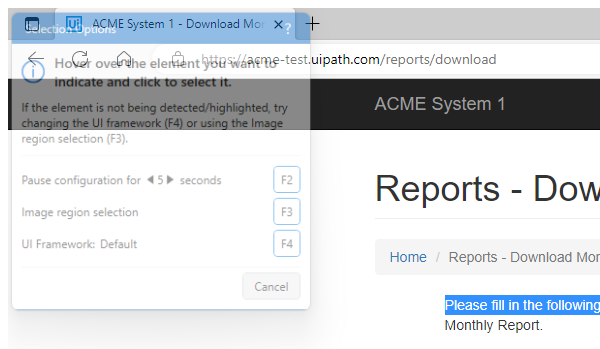 ACME System 1 - Download Mon
Selection Options ?
https://acme-test.uipath.com/reports/download
Hover over the element you want to
indicate and click to select it.
If the element is not being detected/highlighted, try
changing the UI framework (F4) or using the Image
region selection (F3).
Pause configuration for 5 seconds F2
Image region selection F3
UI Framework: Default F4
Cancel
ACME System 1
Reports - Dow
Home / Reports - Download Mon
Please fill in the following
Monthly Report.